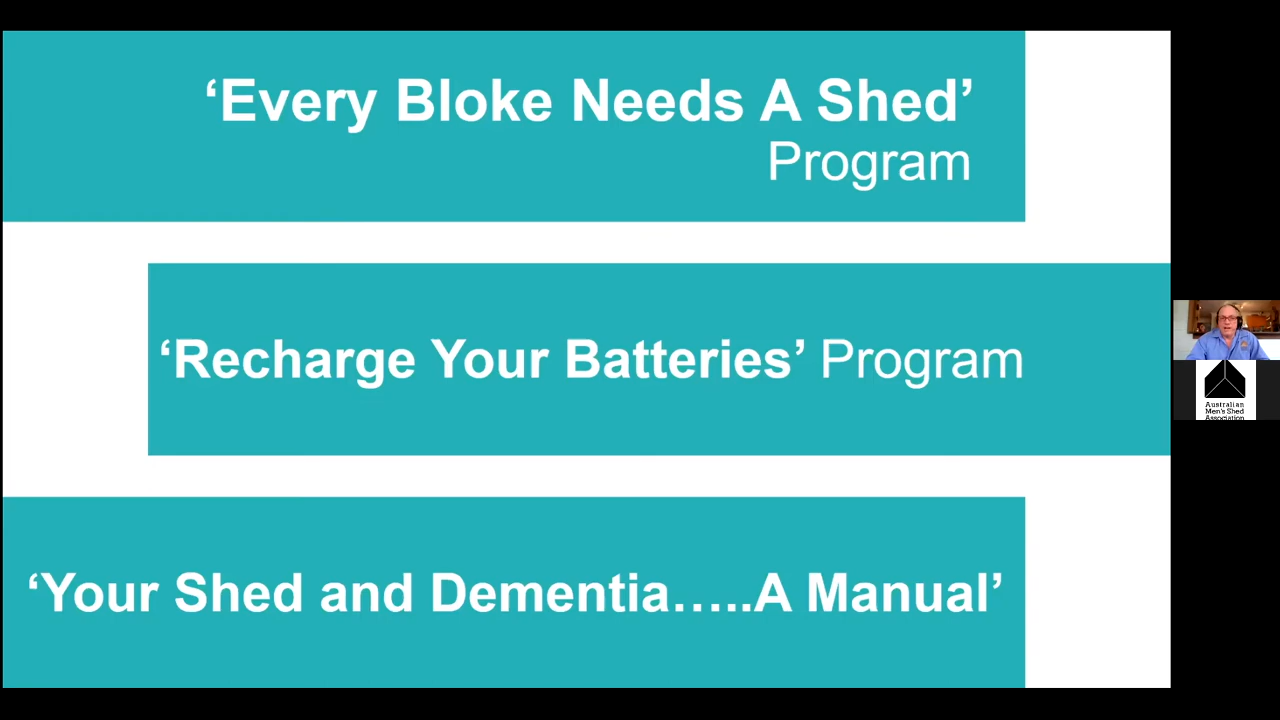 ‘Every Bloke Needs A Shed’
Program
‘Recharge Your Batteries’ Program
‘Your Shed and Dementia…..A Manual’
Australian
Men's Shed
Association